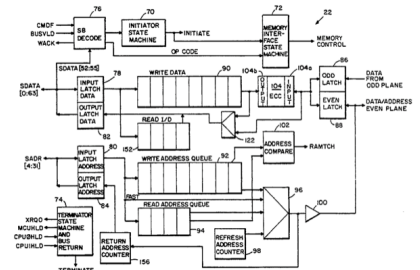 76
CMDF
BUSYLD
WACK
SB
DECODE
70
INITIATOR
STATE
MACHINE
INITIATE
OP CODE
72
MEMORY
INTER-
FACE
STATE
MACHINE
22
MEMORY
CONTROL
SDATA [52:55]
78
SDATA
[0:63]
INPUT
LATCH
DATA
OUTPUT
LATCH
DATA
82
WRITE DATA
90
READ I/D
152
122
104b
OUTPUT
104
ECC
INPUT
104a
86
ODD
LATCH
EVEN
LATCH
88
DATA
FROM
ODD PLANE
DATA/ADDRESS
EVEN PLANE
102
ADDRESS
COMPARE
RAMTCH
80
SADR
[4:31]
INPUT
LATCH
ADDRESS
OUTPUT
LATCH
ADDRESS
84
WRITE ADDRESS QUEUE
92
FAST
READ ADDRESS QUEUE
94
96
100
74
XRQO
MCUHLD
CPUØHLD
CPUIHLD
TERMINATOR
STATE
MACHINE
AND
BUS
RETURN
TERMINATE
RETURN
ADDRESS
COUNTER
156
REFRESH
ADDRESS
COUNTER
98